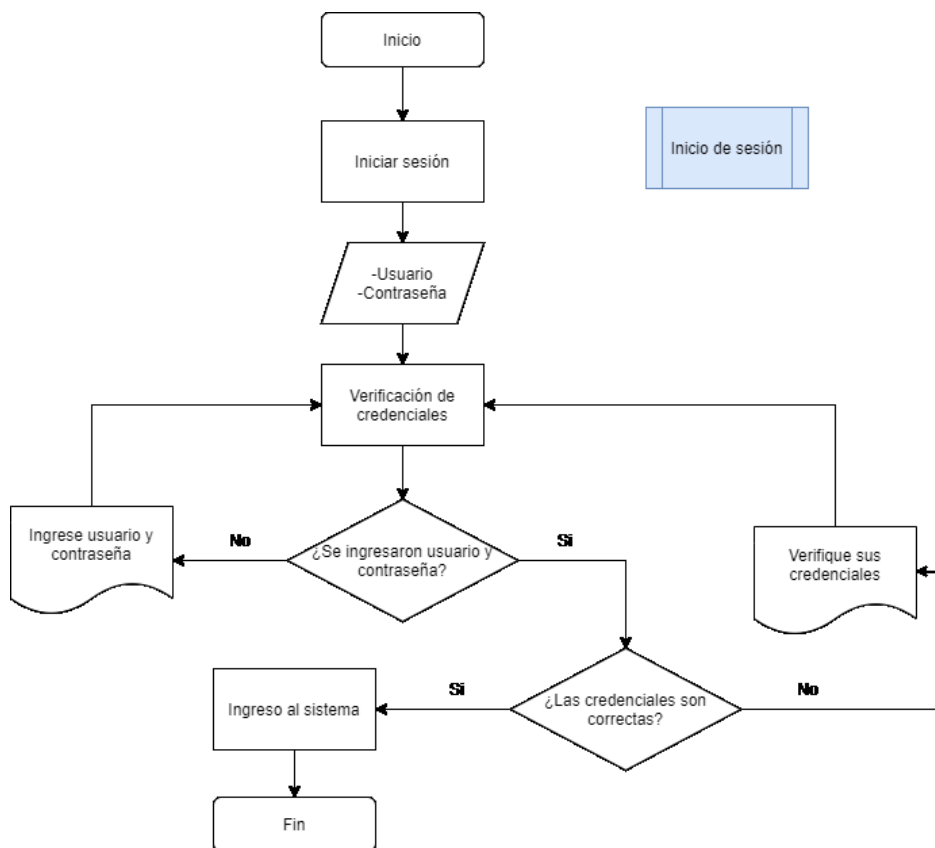 Inicio
Iniciar sesión
Inicio de sesión
-Usuario
-Contraseña
Verificación de
credenciales
Ingrese usuario y
contraseña
No
¿Se ingresaron usuario y
contraseña?
Si
Verifique sus
credenciales
Ingreso al sistema
Si
¿Las credenciales son
correctas?
No
Fin